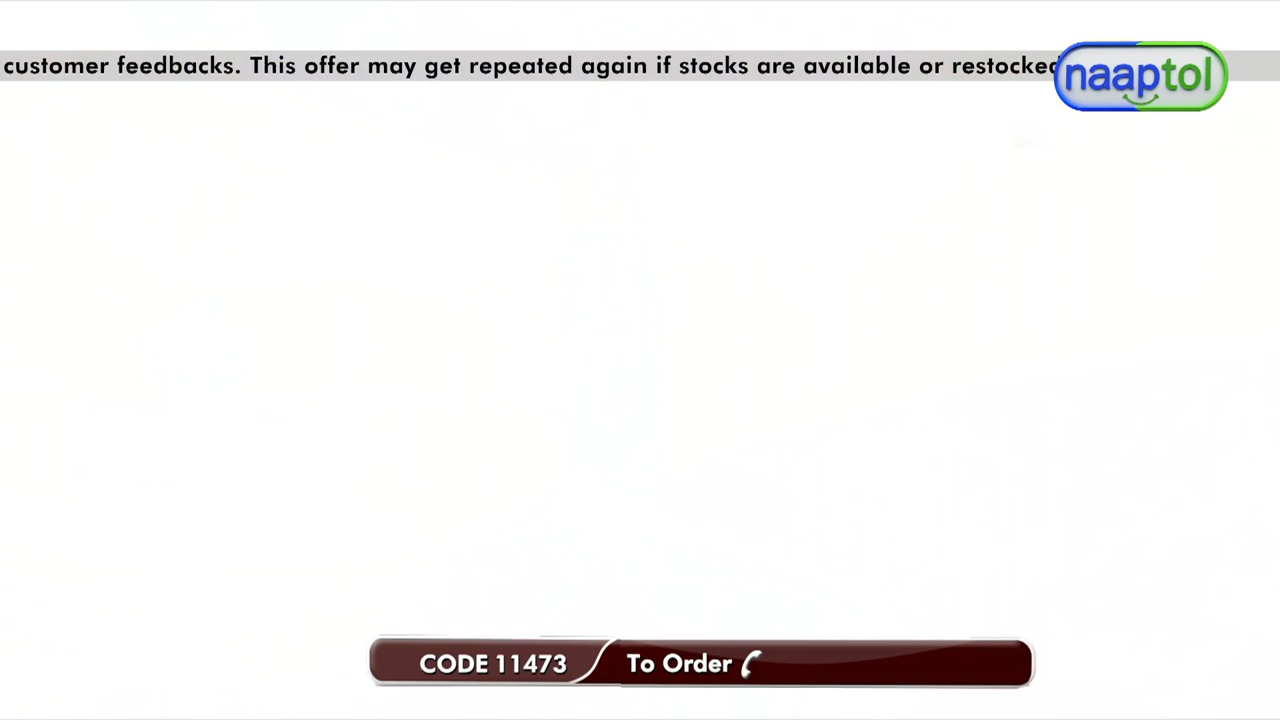 customer feedbacks. This offer may get repeated again if stocks are available or restocked
naaptol
CODE 11473 To Order